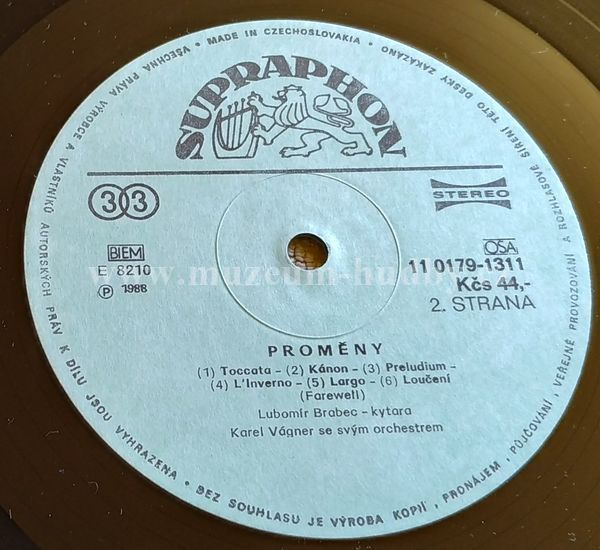 • MADE IN CZECHOSLOVAKIA • VŠECHNA PRÁVA VÝROBCE A VLASTNÍKŮ AUTORSKÝCH PRÁV K DÍLU JSOU VYHRAZENA • BEZ SOUHLASU JE VÝROBA KOPIÍ, PRONÁJEM, PŮJČOVÁNÍ, VEŘEJNÉ PROVOZOVÁNÍ A ROZHLASOVÉ ŠÍŘENÍ TÉTO DESKY ZAKÁZÁNO
SUPRAPHON
33
STEREO
BIEM
E 8210
℗ 1988
OSA
11 0179-1311
Kčs 44,-
2. STRANA
PROMĚNY
(1) Toccata – (2) Kánon – (3) Preludium –
(4) L'Inverno – (5) Largo – (6) Loučení
(Farewell)
Lubomír Brabec – kytara
Karel Vágner se svým orchestrem